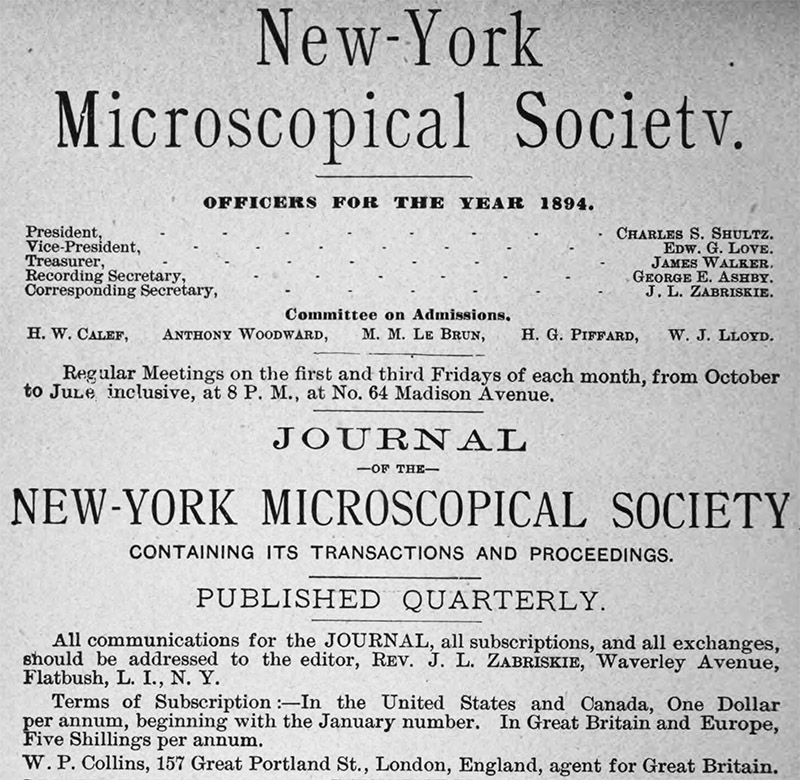 New-York
Microscopical Society.
OFFICERS FOR THE YEAR 1894.
President, - - - - - - - - - - - CHARLES S. SHULTZ.
Vice-President, - - - - - - - - - - EDW. G. LOVE.
Treasurer, - - - - - - - - - - - JAMES WALKER.
Recording Secretary, - - - - - - - - - GEORGE E. ASHBY.
Corresponding Secretary, - - - - - - - - J. L. ZABRISKIE.
Committee on Admissions.
H. W. CALEF, ANTHONY WOODWARD, M. M. LE BRUN, H. G. PIFFARD, W. J. LLOYD.
Regular Meetings on the first and third Fridays of each month, from October
to June inclusive, at 8 P. M., at No. 64 Madison Avenue.
JOURNAL
—OF THE—
NEW-YORK MICROSCOPICAL SOCIETY
CONTAINING ITS TRANSACTIONS AND PROCEEDINGS.
PUBLISHED QUARTERLY.
All communications for the JOURNAL, all subscriptions, and all exchanges,
should be addressed to the editor, REV. J. L. ZABRISKIE, Waverley Avenue,
Flatbush, L. I., N. Y.
Terms of Subscription :—In the United States and Canada, One Dollar
per annum, beginning with the January number. In Great Britain and Europe,
Five Shillings per annum.
W. P. Collins, 157 Great Portland St., London, England, agent for Great Britain.